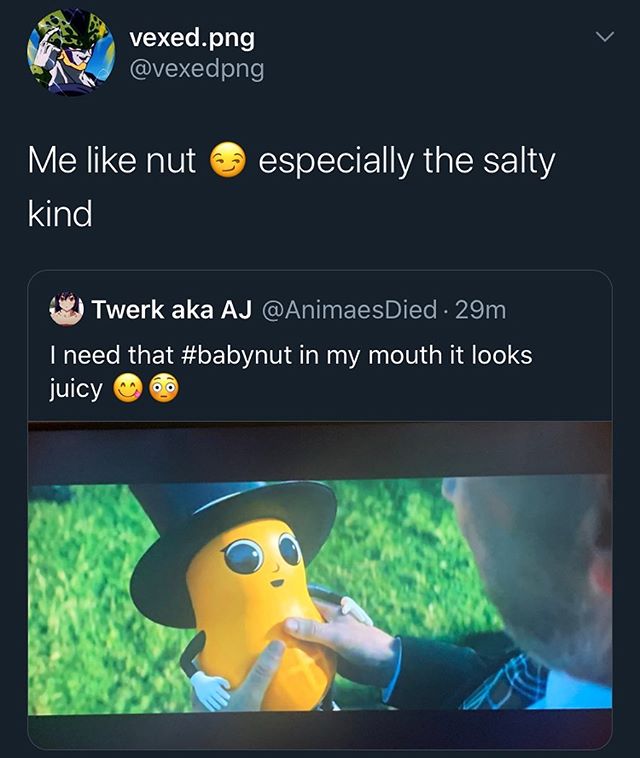 vexed.png
@vexedpng
Me like nut 😏 especially the salty
kind
Twerk aka AJ @AnimaesDied · 29m
I need that #babynut in my mouth it looks
juicy 😋😳